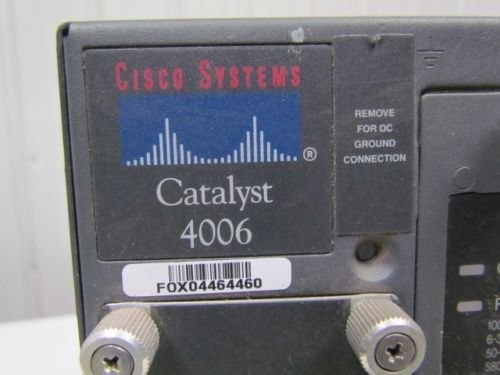 CISCO SYSTEMS
®
Catalyst
4006
FOX04464460
REMOVE
FOR DC
GROUND
CONNECTION